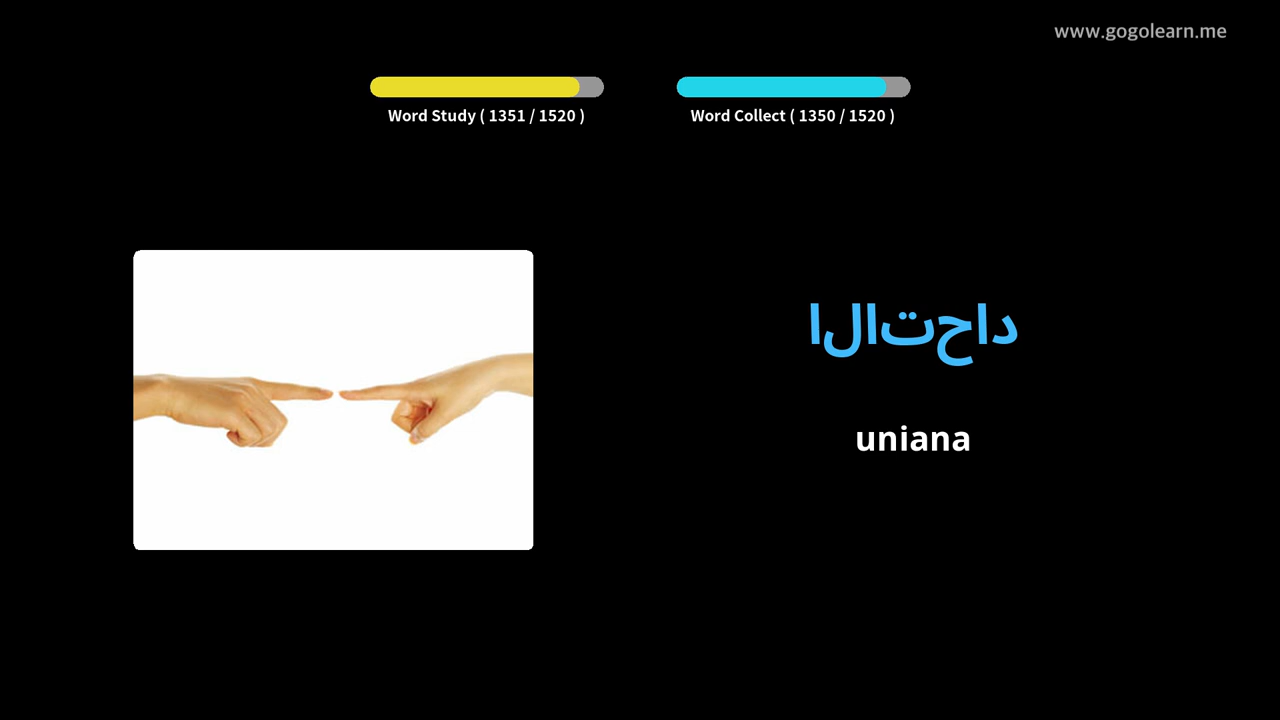 www.gogolearn.me
Word Study ( 1351 / 1520 )
Word Collect ( 1350 / 1520 )
الاتحاد
uniana